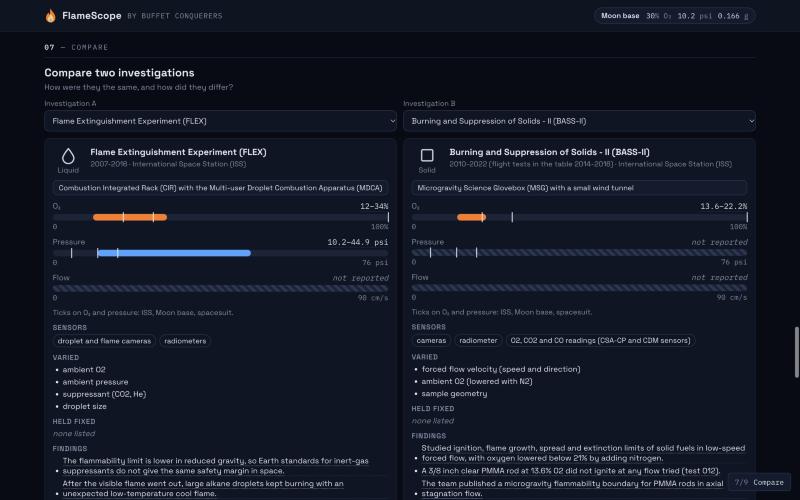 FlameScope BY BUFFET CONQUERERS
Moon base 30% O₂ 10.2 psi 0.166 g
07 — COMPARE
Compare two investigations
How were they the same, and how did they differ?
Investigation A
Flame Extinguishment Experiment (FLEX)
Investigation B
Burning and Suppression of Solids - II (BASS-II)
Liquid
Flame Extinguishment Experiment (FLEX)
2007-2016 · International Space Station (ISS)
Combustion Integrated Rack (CIR) with the Multi-user Droplet Combustion Apparatus (MDCA)
O₂ 12–34%
0 100%
Pressure 10.2–44.9 psi
0 76 psi
Flow not reported
0 90 cm/s
Ticks on O₂ and pressure: ISS, Moon base, spacesuit.
SENSORS
droplet and flame cameras
radiometers
VARIED
• ambient O2
• ambient pressure
• suppressant (CO2, He)
• droplet size
HELD FIXED
none listed
FINDINGS
• The flammability limit is lower in reduced gravity, so Earth standards for inert-gas
suppressants do not give the same safety margin in space.
• After the visible flame went out, large alkane droplets kept burning with an
unexpected low-temperature cool flame.
Solid
Burning and Suppression of Solids - II (BASS-II)
2010-2022 (flight tests in the table 2014-2016) · International Space Station (ISS)
Microgravity Science Glovebox (MSG) with a small wind tunnel
O₂ 13.6–22.2%
0 100%
Pressure not reported
0 76 psi
Flow not reported
0 90 cm/s
Ticks on O₂ and pressure: ISS, Moon base, spacesuit.
SENSORS
cameras
radiometer
O2, CO2 and CO readings (CSA-CP and CDM sensors)
VARIED
• forced flow velocity (speed and direction)
• ambient O2 (lowered with N2)
• sample geometry
HELD FIXED
none listed
FINDINGS
• Studied ignition, flame growth, spread and extinction limits of solid fuels in low-speed
forced flow, with oxygen lowered below 21% by adding nitrogen.
• A 3/8 inch clear PMMA rod at 13.6% O2 did not ignite at any flow tried (test O12).
• The team published a microgravity flammability boundary for PMMA rods in axial
stagnation flow.
7/9 Compare